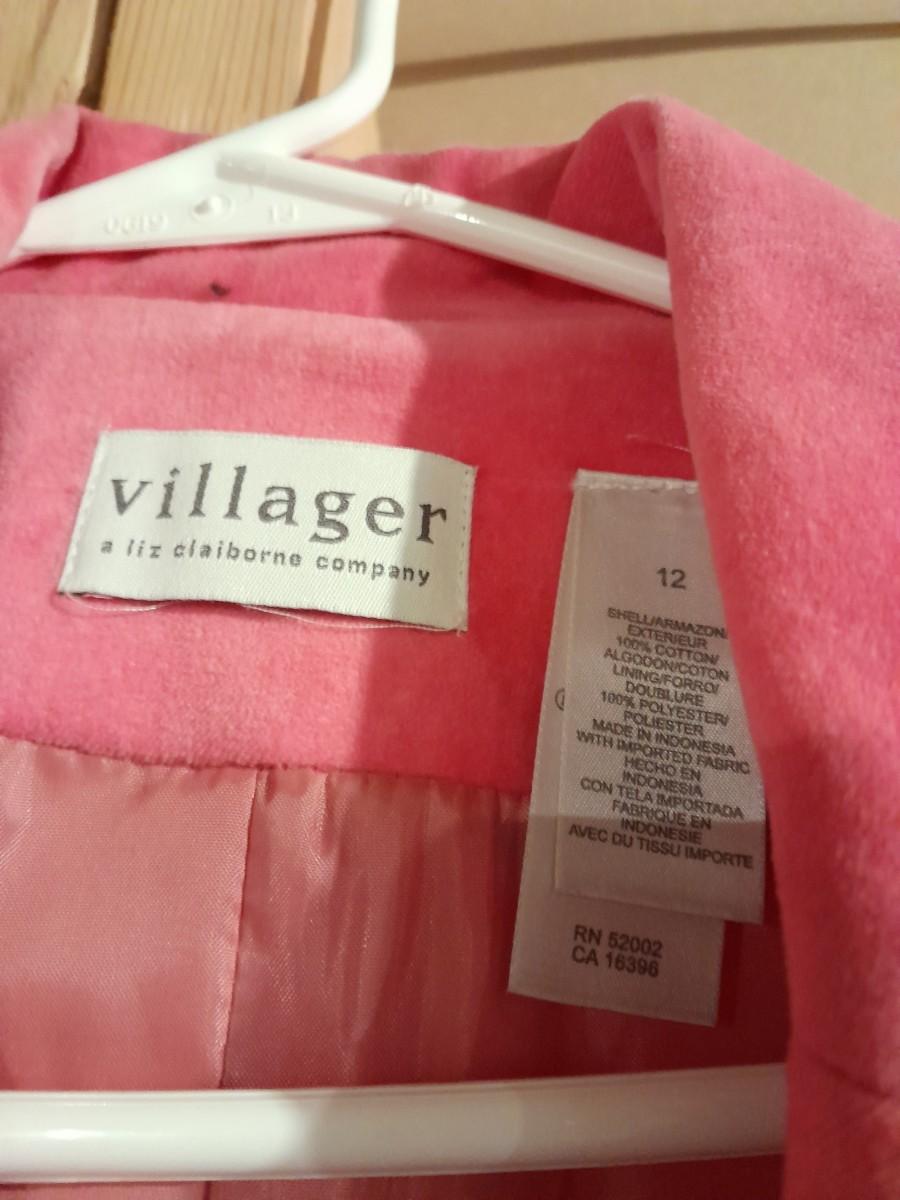 0619
villager
a liz claiborne company
12
SHELL/ARMAZON
EXTERIEUR
100% COTTON/
ALGODON/COTON
LINING/FORRO/
DOUBLURE
100% POLYESTER/
POLIESTER
MADE IN INDONESIA
WITH IMPORTED FABRIC
HECHO EN
INDONESIA
CON TELA IMPORTADA
FABRIQUE EN
INDONESIE
AVEC DU TISSU IMPORTE
RN 52002
CA 16396